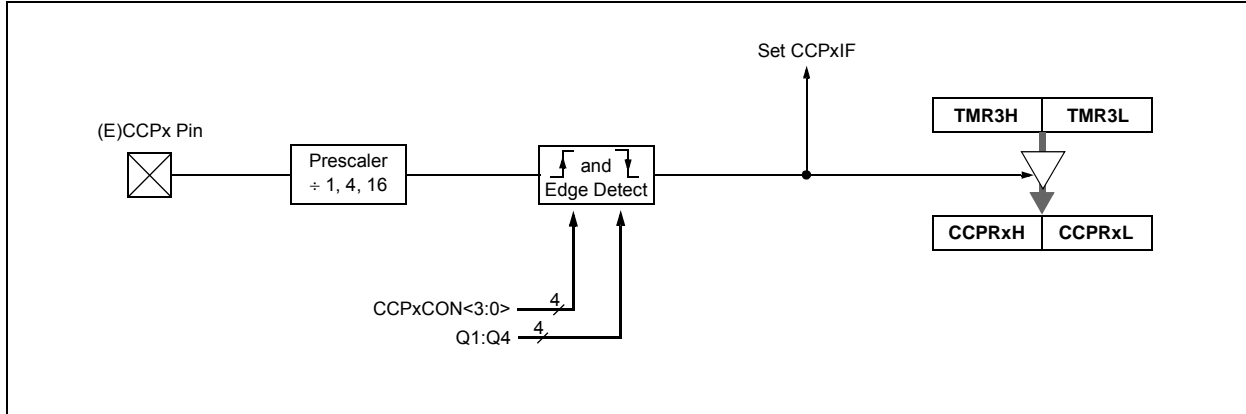 Set CCPxIF
TMR3H TMR3L
(E)CCPx Pin
Prescaler
÷ 1, 4, 16
and
Edge Detect
CCPRxH CCPRxL
CCPxCON<3:0>
4
Q1:Q4
4